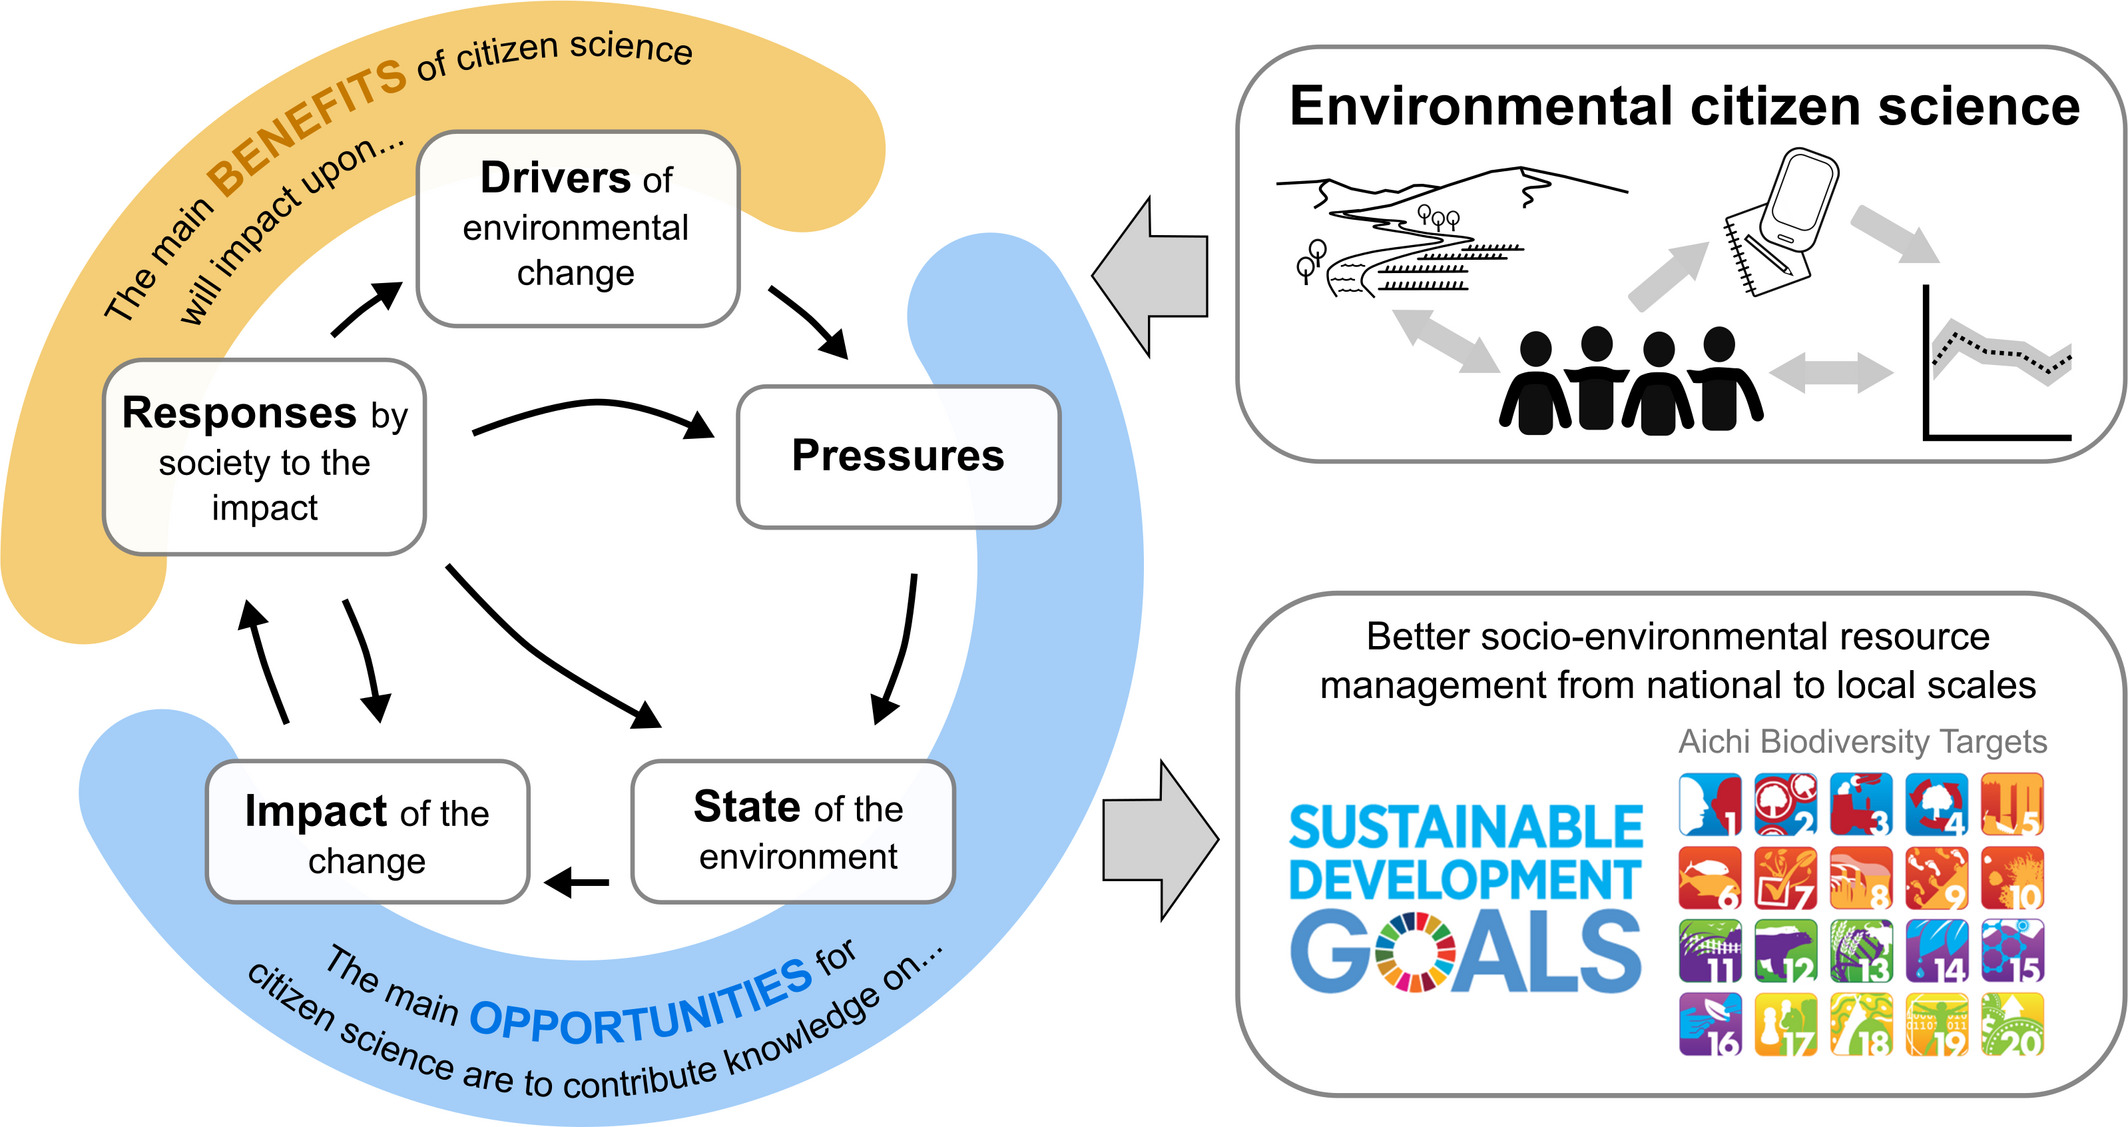 The main BENEFITS of citizen science
will impact upon...
Drivers of
environmental
change
Responses by
society to the
impact
Pressures
Impact of the
change
State of the
environment
The main OPPORTUNITIES for
citizen science are to contribute knowledge on...
Environmental citizen science
Better socio-environmental resource
management from national to local scales
Aichi Biodiversity Targets
SUSTAINABLE
DEVELOPMENT
GOALS
1 2 3 4 5
6 7 8 9 10
11 12 13 14 15
16 17 18 19 20